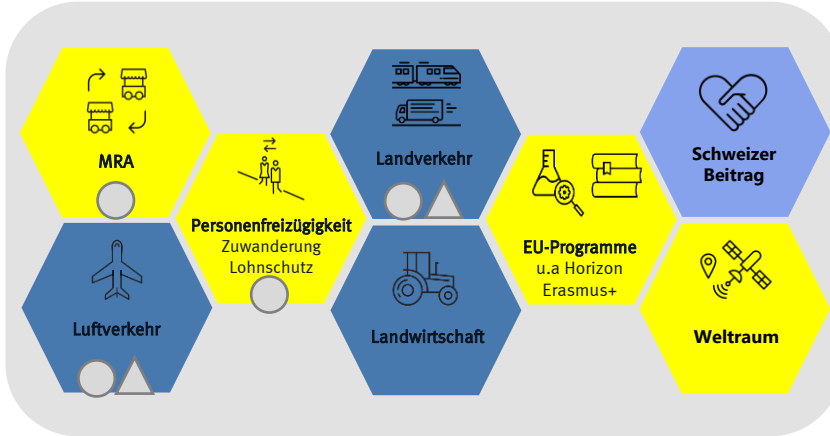 MRA
Personenfreizügigkeit
Zuwanderung
Lohnschutz
Landverkehr
EU-Programme
u.a Horizon
Erasmus+
Schweizer
Beitrag
Luftverkehr
Landwirtschaft
Weltraum